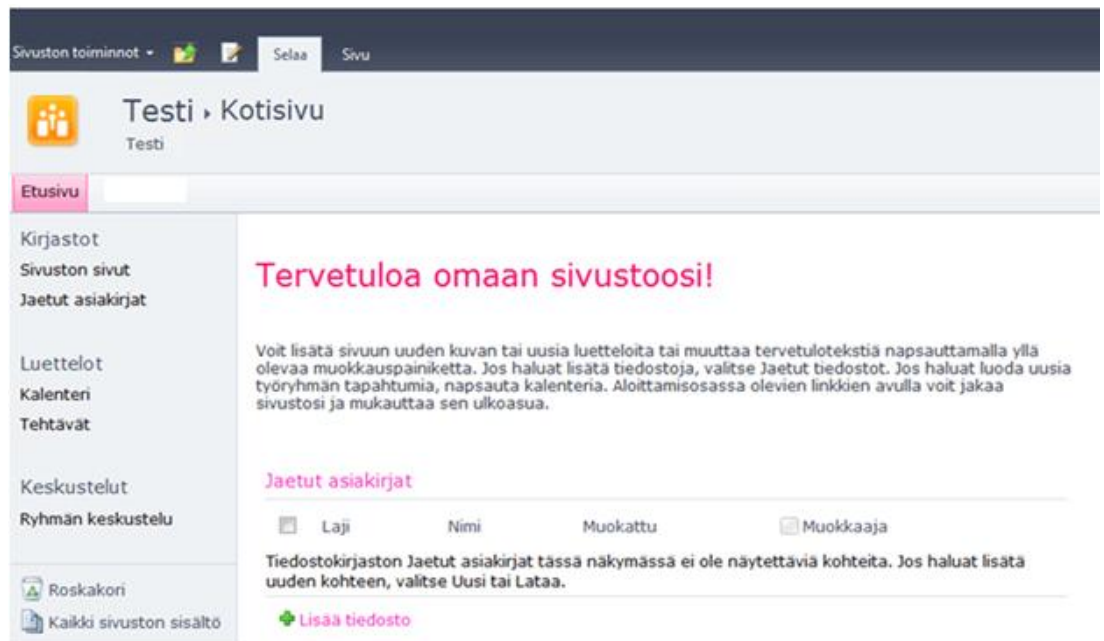 Sivuston toiminnot
Selaa
Sivu
Testi › Kotisivu
Testi
Etusivu
Kirjastot
Sivuston sivut
Jaetut asiakirjat
Luettelot
Kalenteri
Tehtävät
Keskustelut
Ryhmän keskustelu
Roskakori
Kaikki sivuston sisältö
Tervetuloa omaan sivustoosi!
Voit lisätä sivuun uuden kuvan tai uusia luetteloita tai muuttaa tervetulotekstiä napsauttamalla yllä
olevaa muokkauspainiketta. Jos haluat lisätä tiedostoja, valitse Jaetut tiedostot. Jos haluat luoda uusia
työryhmän tapahtumia, napsauta kalenteria. Aloittamisosassa olevien linkkien avulla voit jakaa
sivustosi ja mukauttaa sen ulkoasua.
Jaetut asiakirjat
Laji Nimi Muokattu Muokkaaja
Tiedostokirjaston Jaetut asiakirjat tässä näkymässä ei ole näytettäviä kohteita. Jos haluat lisätä
uuden kohteen, valitse Uusi tai Lataa.
Lisää tiedosto